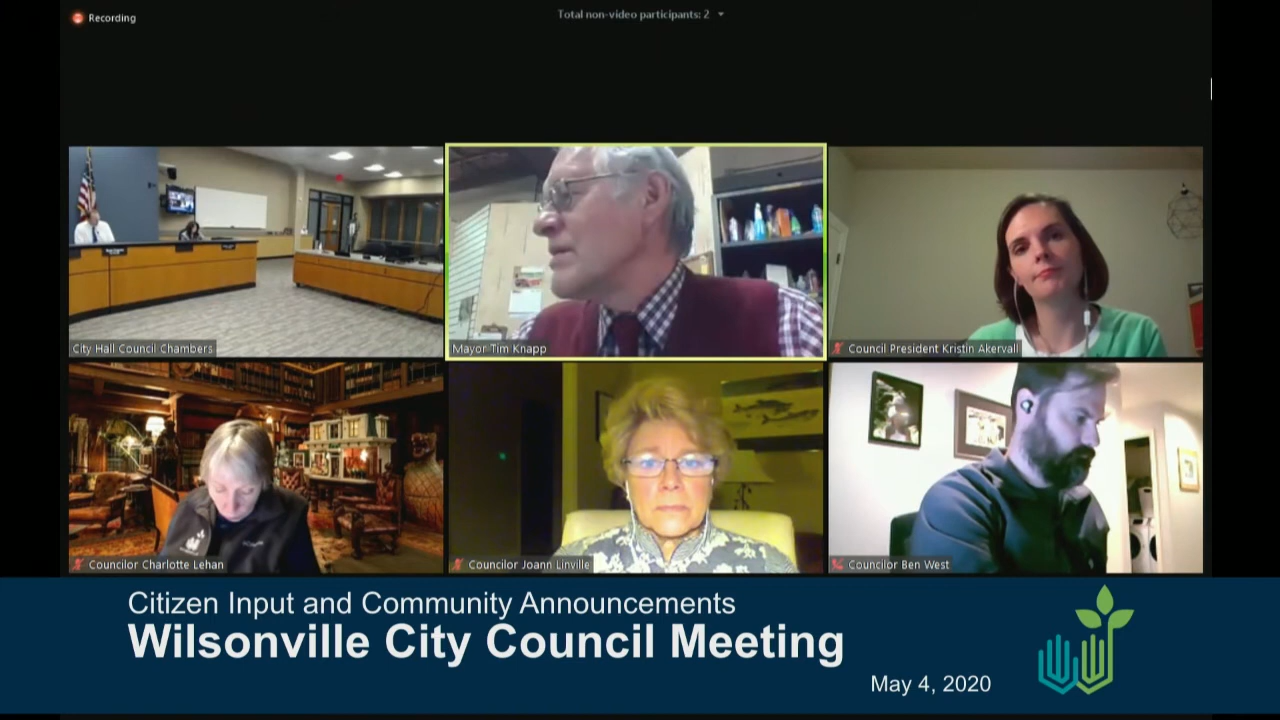 Recording
Total non-video participants: 2
City Hall Council Chambers
Mayor Tim Knapp
Council President Kristin Akervall
Councilor Charlotte Lehan
Councilor Joann Linville
Councilor Ben West
Citizen Input and Community Announcements
Wilsonville City Council Meeting
May 4, 2020